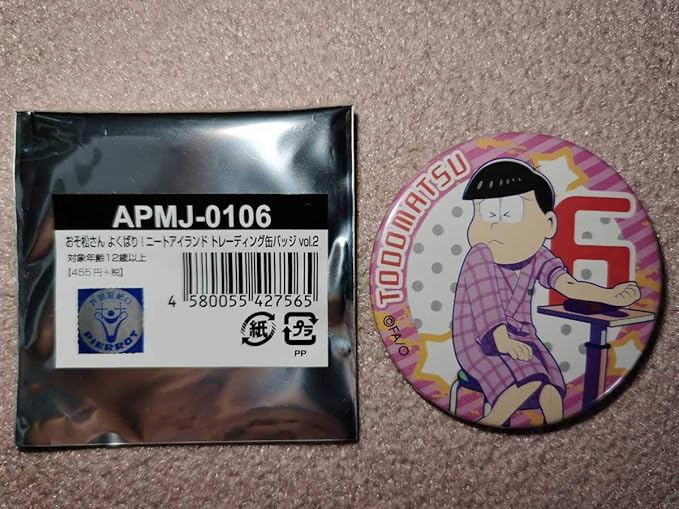 APMJ-0106
おそ松さん よくばり!ニートアイランド トレーディング缶バッジ vol.2
対象年齢12歳以上
【455円+税】
4 580055 427565
PIERROT
紙
プラ
PP
TODOMATSU
6
©FA/O